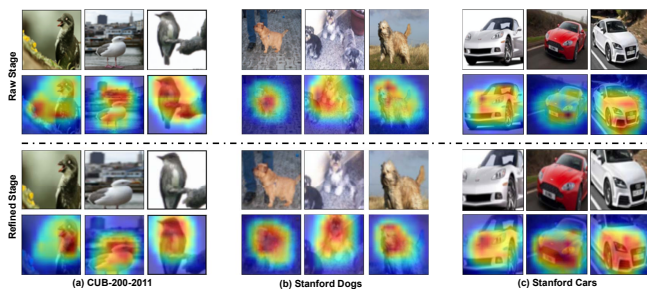 Raw Stage
Refined Stage
(a) CUB-200-2011
(b) Stanford Dogs
(c) Stanford Cars